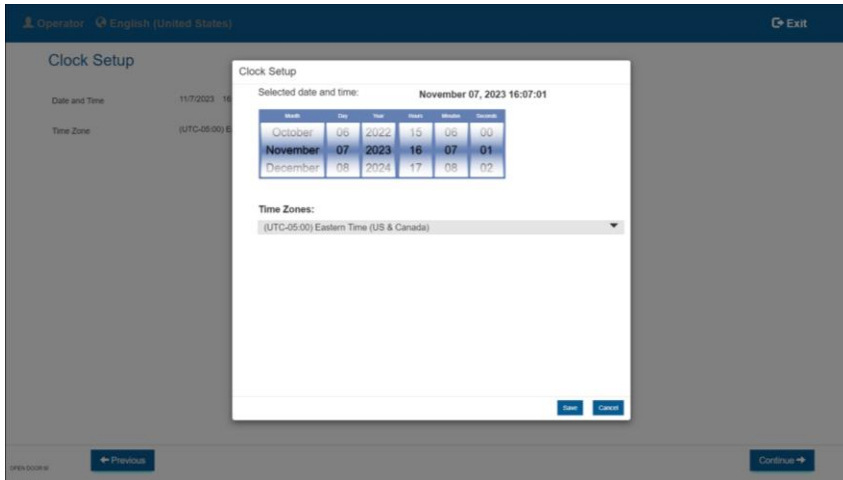 Operator English (United States) Exit
Clock Setup
Clock Setup
Selected date and time: November 07, 2023 16:07:01
Date and Time 11/7/2023 16
Month Day Year Hours Minutes Seconds
October 06 2022 15 06 00
Time Zone (UTC-05:00) E
November 07 2023 16 07 01
December 08 2024 17 08 02
Time Zones:
(UTC-05:00) Eastern Time (US & Canada)
Save Cancel
Previous Continue
OPEN DOOR